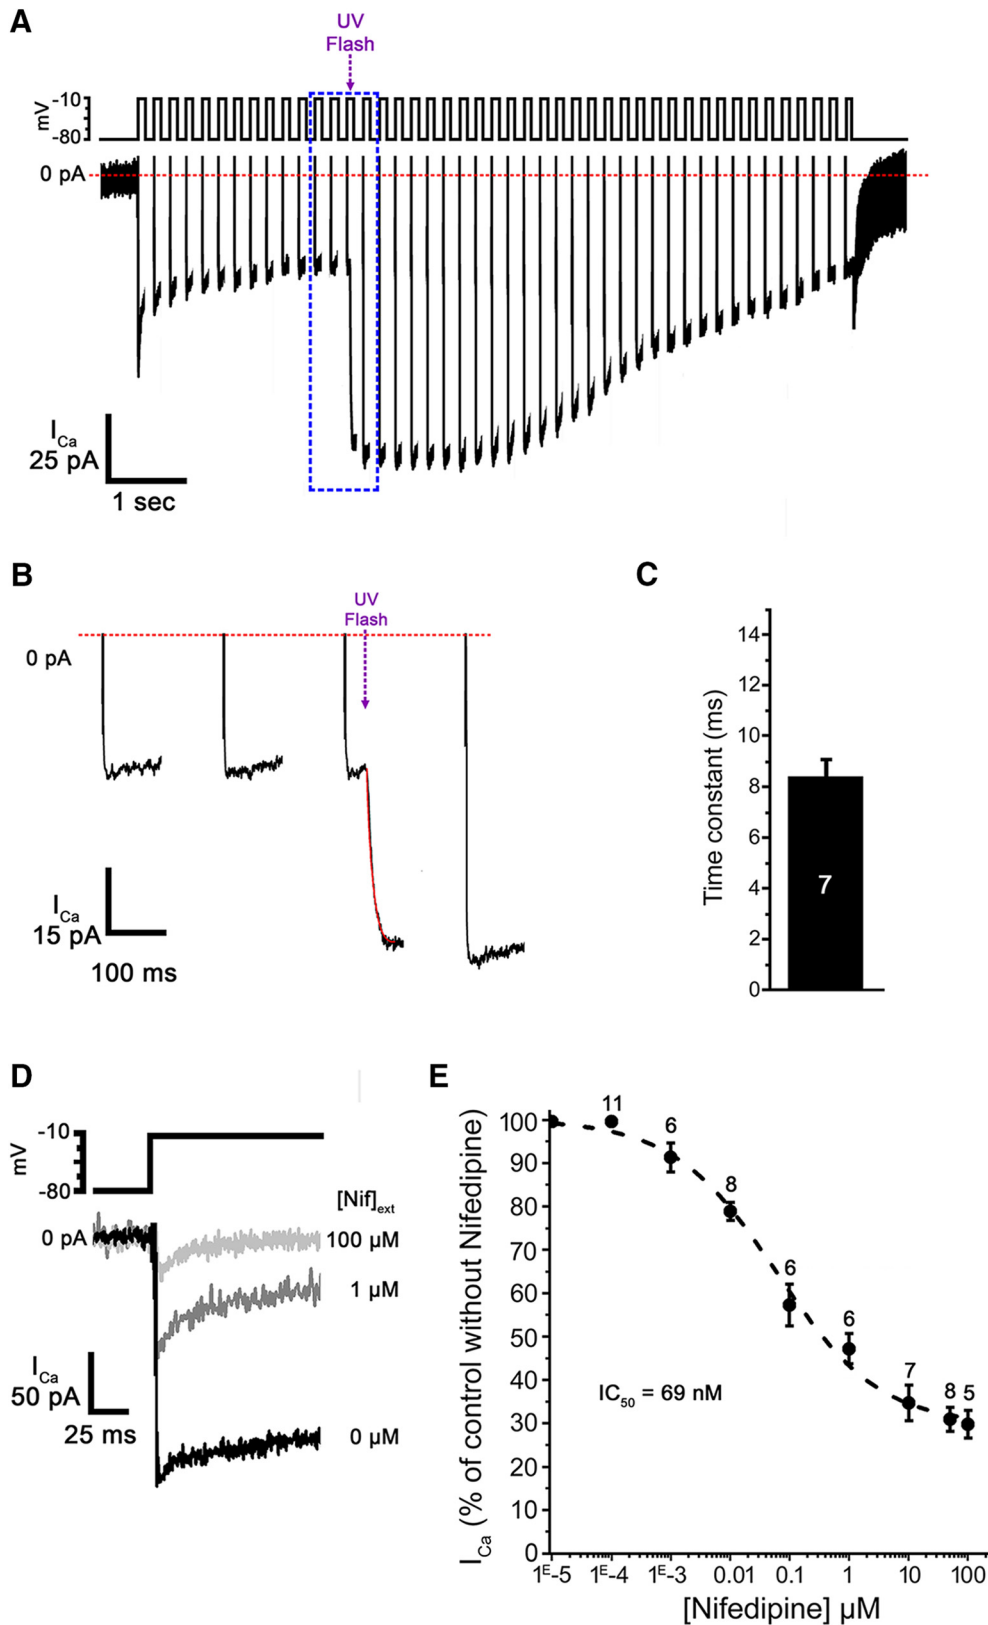 A
UV
Flash
mV
-10
-80
0 pA
I_Ca
25 pA
1 sec
B
UV
Flash
0 pA
I_Ca
15 pA
100 ms
C
Time constant (ms)
14
12
10
8
6
4
2
0
7
D
mV
-10
-80
[Nif]ext
0 pA
100 µM
1 µM
I_Ca
50 pA
25 ms
0 µM
E
I_Ca (% of control without Nifedipine)
100
90
80
70
60
50
40
30
20
10
0
11
6
8
6
6
7
8 5
IC50 = 69 nM
1E-5 1E-4 1E-3 0.01 0.1 1 10 100
[Nifedipine] µM